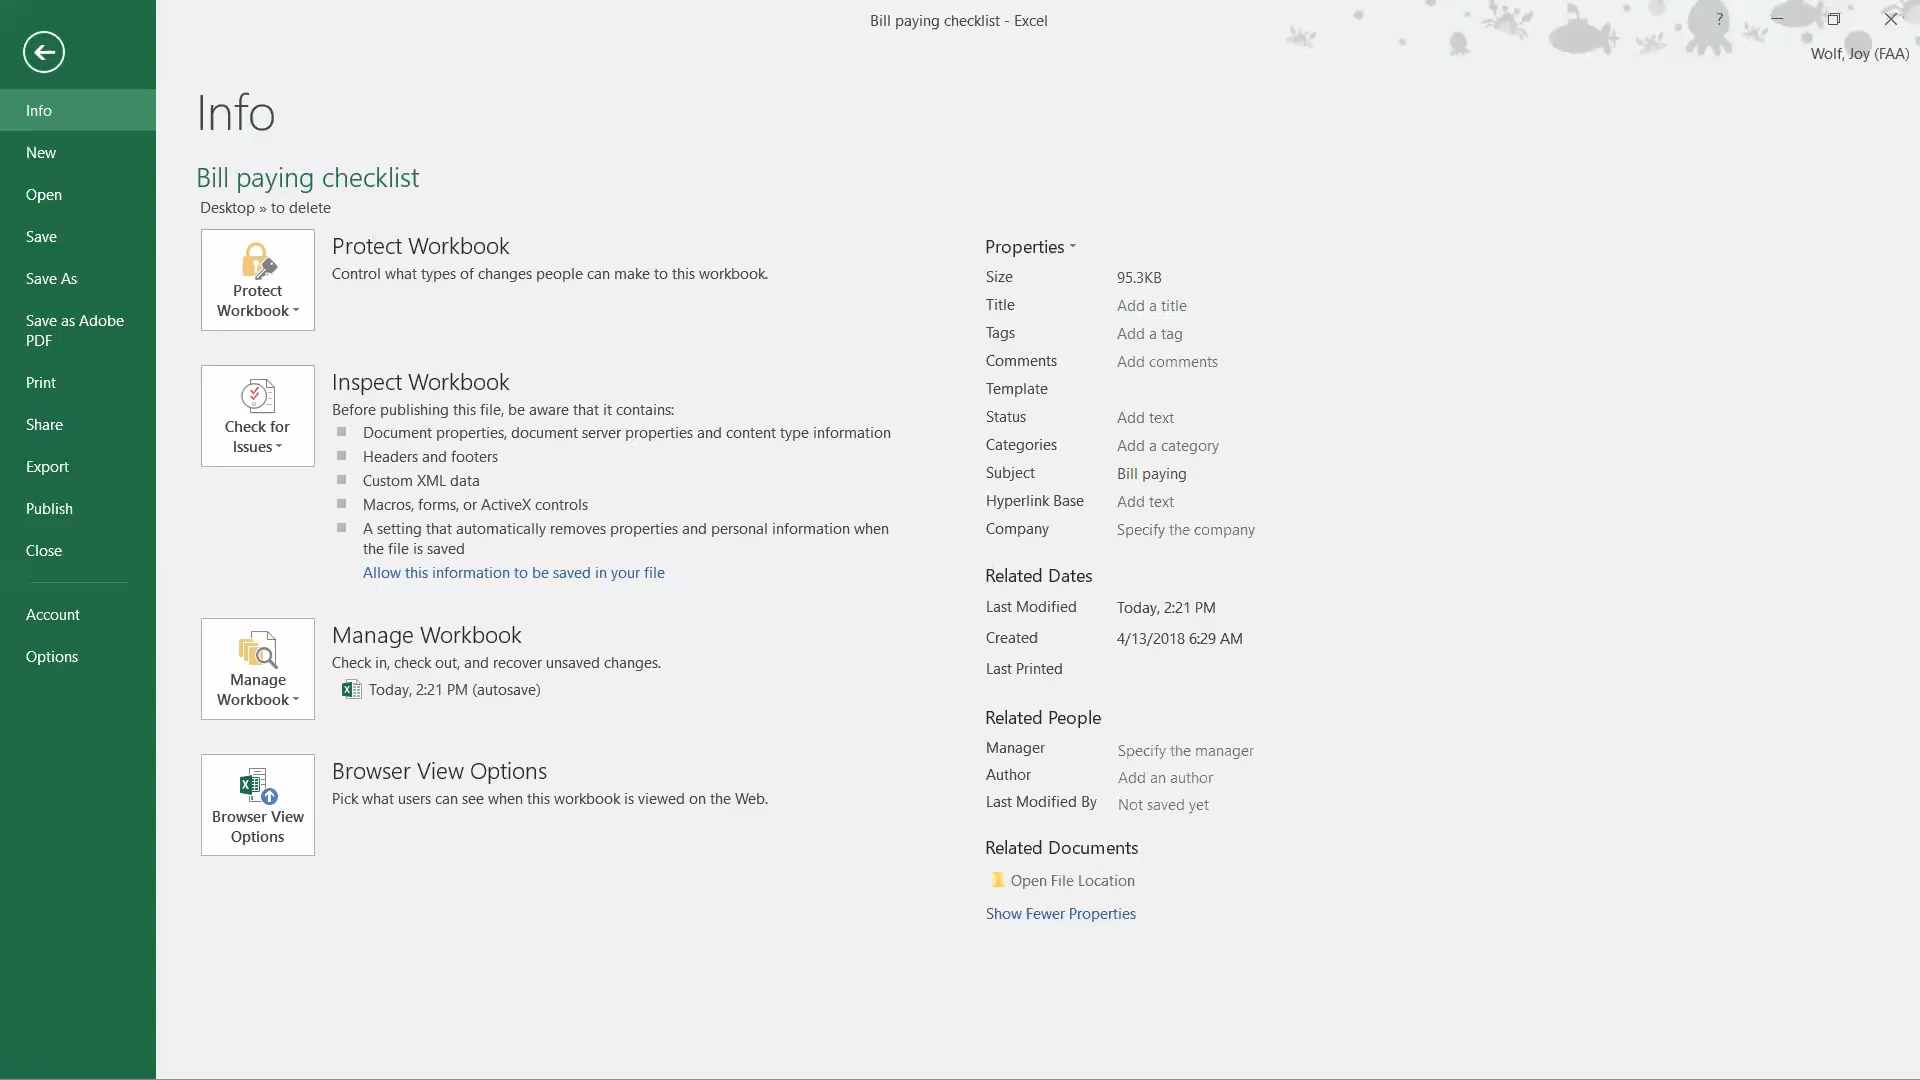 Bill paying checklist - Excel
?
Wolf, Joy (FAA)
Info
New
Open
Save
Save As
Save as Adobe
PDF
Print
Share
Export
Publish
Close
Account
Options
Info
Bill paying checklist
Desktop » to delete
Protect
Workbook
Protect Workbook
Control what types of changes people can make to this workbook.
Check for
Issues
Inspect Workbook
Before publishing this file, be aware that it contains:
Document properties, document server properties and content type information
Headers and footers
Custom XML data
Macros, forms, or ActiveX controls
A setting that automatically removes properties and personal information when
the file is saved
Allow this information to be saved in your file
Manage
Workbook
Manage Workbook
Check in, check out, and recover unsaved changes.
Today, 2:21 PM (autosave)
Browser View
Options
Browser View Options
Pick what users can see when this workbook is viewed on the Web.
Properties
Size 95.3KB
Title Add a title
Tags Add a tag
Comments Add comments
Template
Status Add text
Categories Add a category
Subject Bill paying
Hyperlink Base Add text
Company Specify the company
Related Dates
Last Modified Today, 2:21 PM
Created 4/13/2018 6:29 AM
Last Printed
Related People
Manager Specify the manager
Author Add an author
Last Modified By Not saved yet
Related Documents
Open File Location
Show Fewer Properties